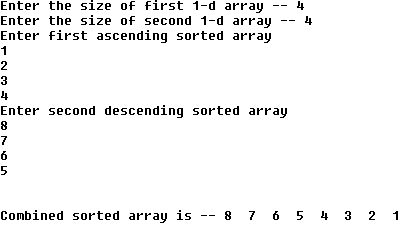 Enter the size of first 1-d array -- 4
Enter the size of second 1-d array -- 4
Enter first ascending sorted array
1
2
3
4
Enter second descending sorted array
8
7
6
5
Combined sorted array is -- 8  7  6  5  4  3  2  1